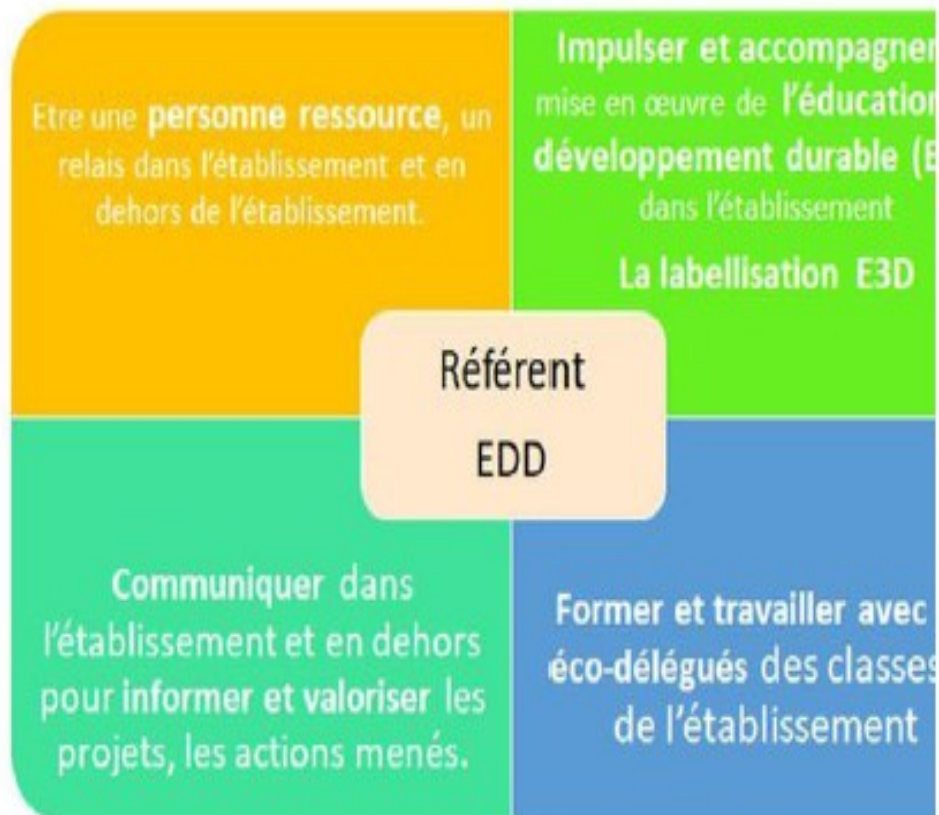 Etre une personne ressource, un
relais dans l'établissement et en
dehors de l'établissement.
Impulser et accompagner
mise en œuvre de l'éducation
développement durable (E
dans l'établissement
La labellisation E3D
Référent
EDD
Communiquer dans
l'établissement et en dehors
pour informer et valoriser les
projets, les actions menés.
Former et travailler avec
éco-délégués des classes
de l'établissement